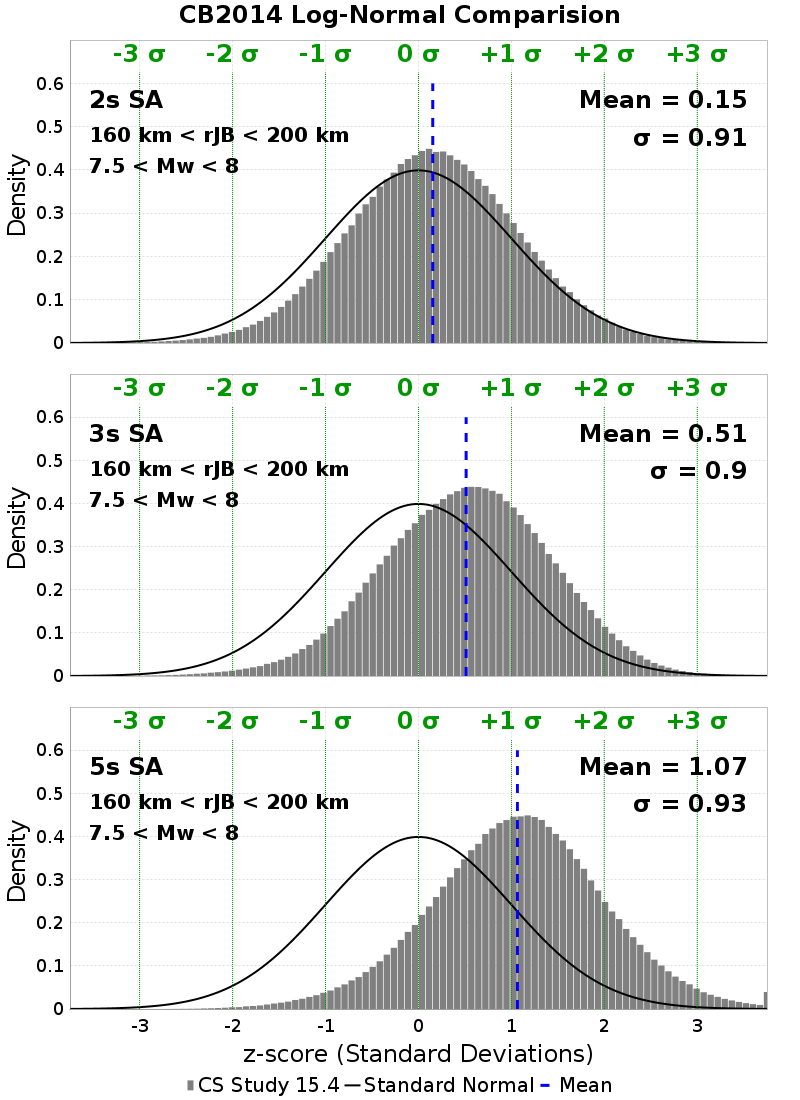 CB2014 Log-Normal Comparision
-3 σ -2 σ -1 σ 0 σ +1 σ +2 σ +3 σ
0.6
2s SA Mean = 0.15
0.5
160 km < rJB < 200 km σ = 0.91
7.5 < Mw < 8
0.4
0.3
0.2
0.1
0
Density
-3 σ -2 σ -1 σ 0 σ +1 σ +2 σ +3 σ
0.6
3s SA Mean = 0.51
0.5
160 km < rJB < 200 km σ = 0.9
7.5 < Mw < 8
0.4
0.3
0.2
0.1
0
Density
-3 σ -2 σ -1 σ 0 σ +1 σ +2 σ +3 σ
0.6
5s SA Mean = 1.07
0.5
160 km < rJB < 200 km σ = 0.93
7.5 < Mw < 8
0.4
0.3
0.2
0.1
0
Density
-3 -2 -1 0 1 2 3
z-score (Standard Deviations)
CS Study 15.4 Standard Normal Mean